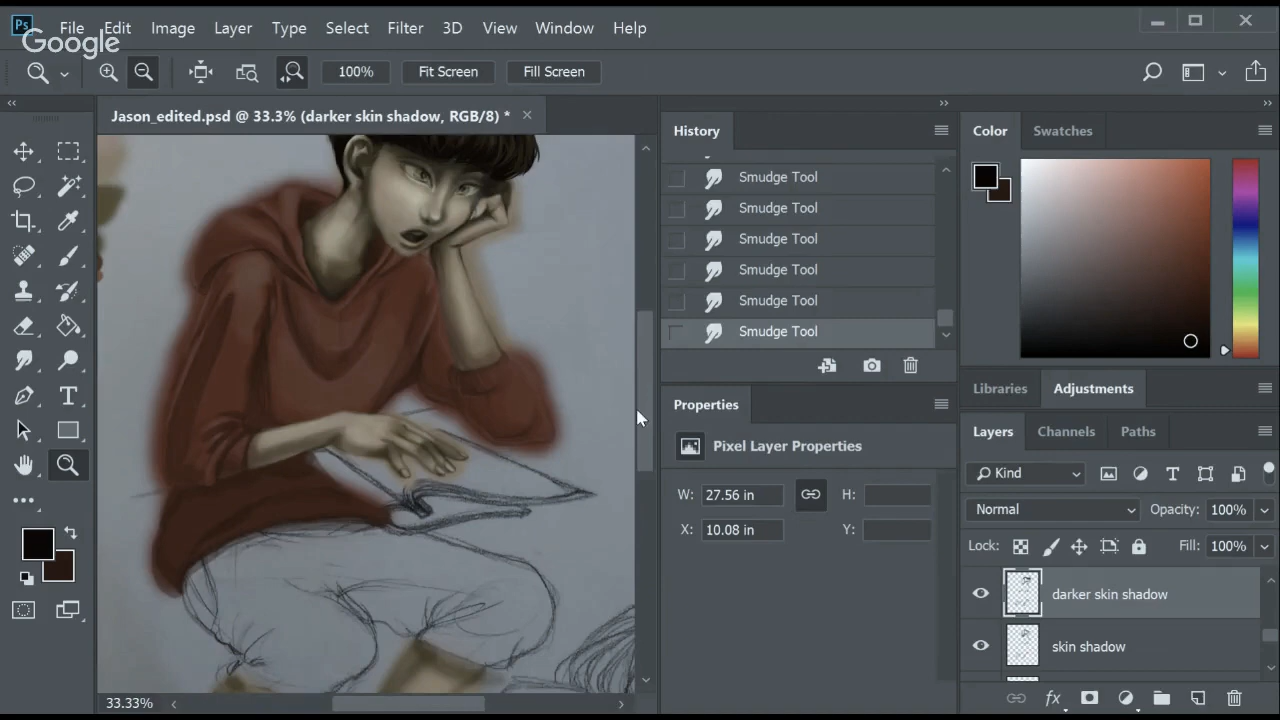 Ps File Edit Image Layer Type Select Filter 3D View Window Help
Google
100% Fit Screen Fill Screen
Jason_edited.psd @ 33.3% (darker skin shadow, RGB/8) *
History
Color Swatches
Smudge Tool
Smudge Tool
Smudge Tool
Smudge Tool
Smudge Tool
Smudge Tool
Libraries Adjustments
Properties
Layers Channels Paths
Pixel Layer Properties
Kind
W: 27.56 in H:
Normal Opacity: 100%
X: 10.08 in Y:
Lock: Fill: 100%
darker skin shadow
skin shadow
33.33%